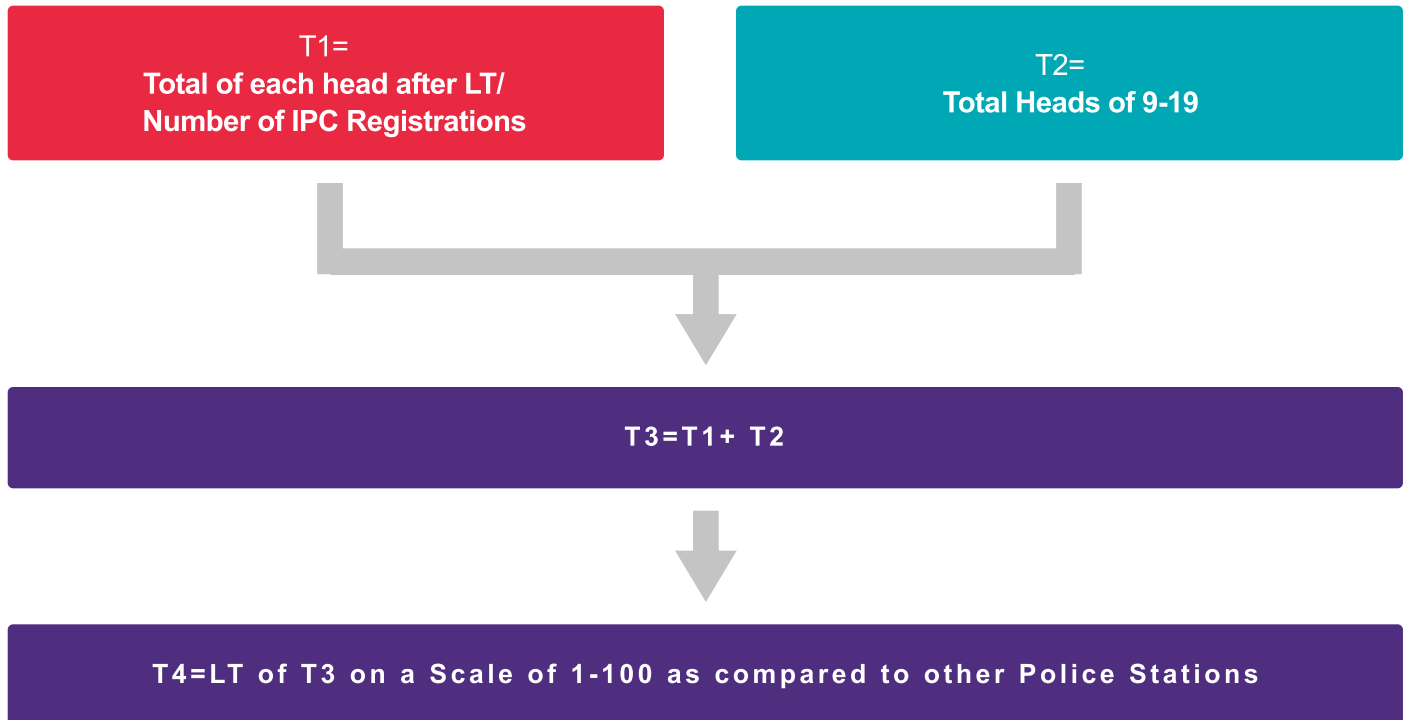 T1=
Total of each head after LT/
Number of IPC Registrations
T2=
Total Heads of 9-19
T3=T1+ T2
T4=LT of T3 on a Scale of 1-100 as compared to other Police Stations